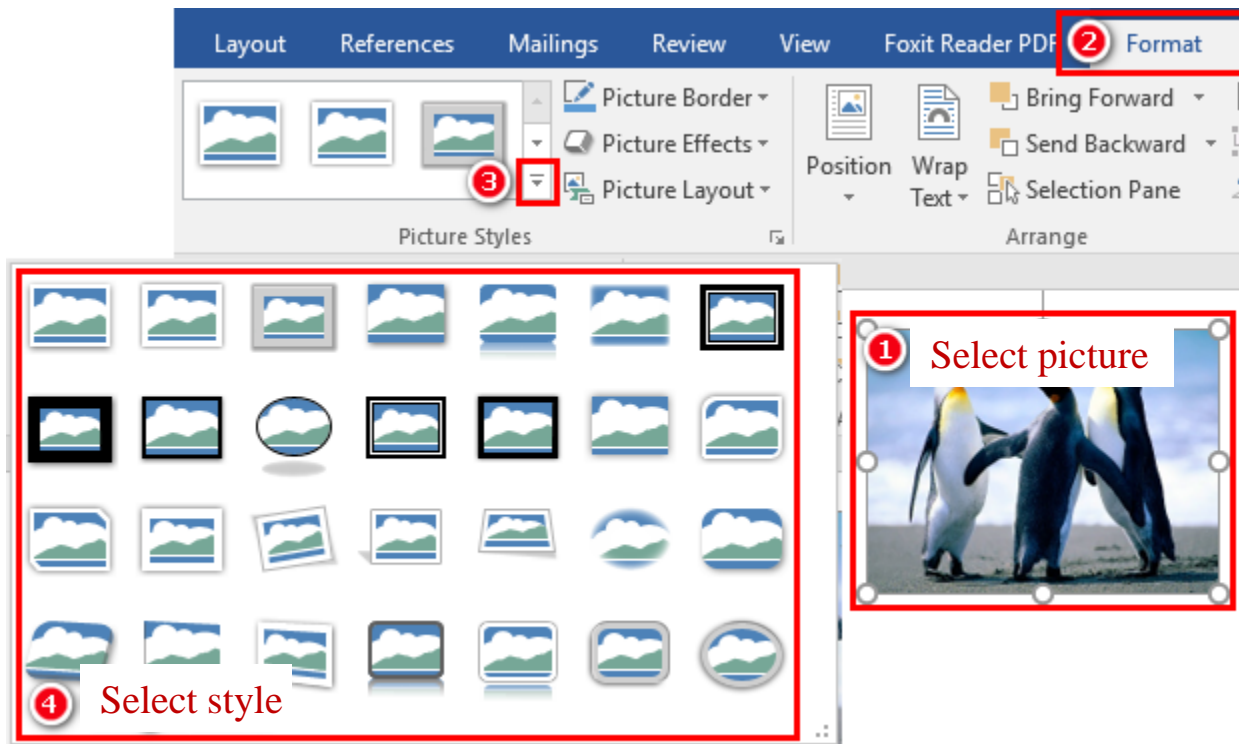 Layout References Mailings Review View Foxit Reader PDF 2 Format
Picture Border
Picture Effects
Picture Layout
3
Position
Wrap
Text
Bring Forward
Send Backward
Selection Pane
Picture Styles
Arrange
1 Select picture
4 Select style